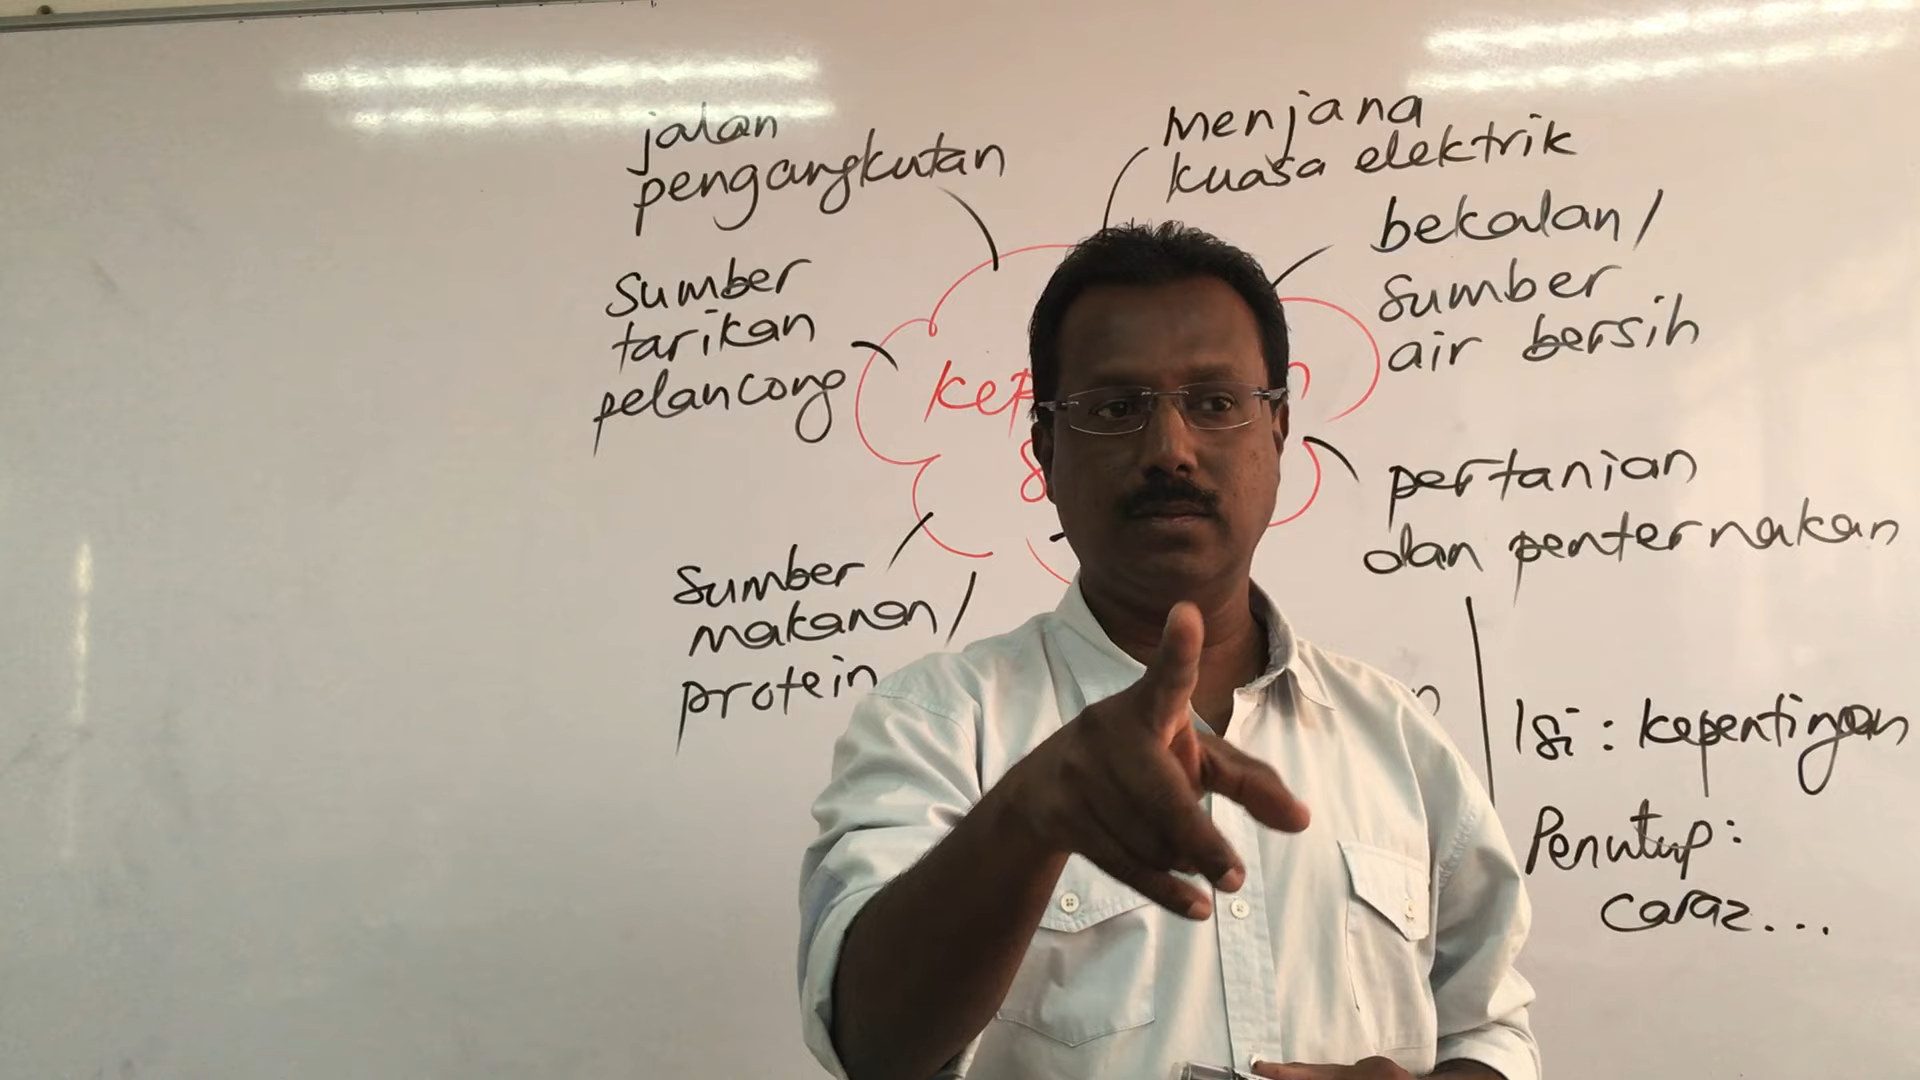 jalan
pengangkutan
menjana
kuasa elektrik
bekalan/
sumber
air bersih
sumber
tarikan
pelancong
pertanian
dan penternakan
sumber
makanan/
protein
Isi: kepentingan
Penutup:
cara2...